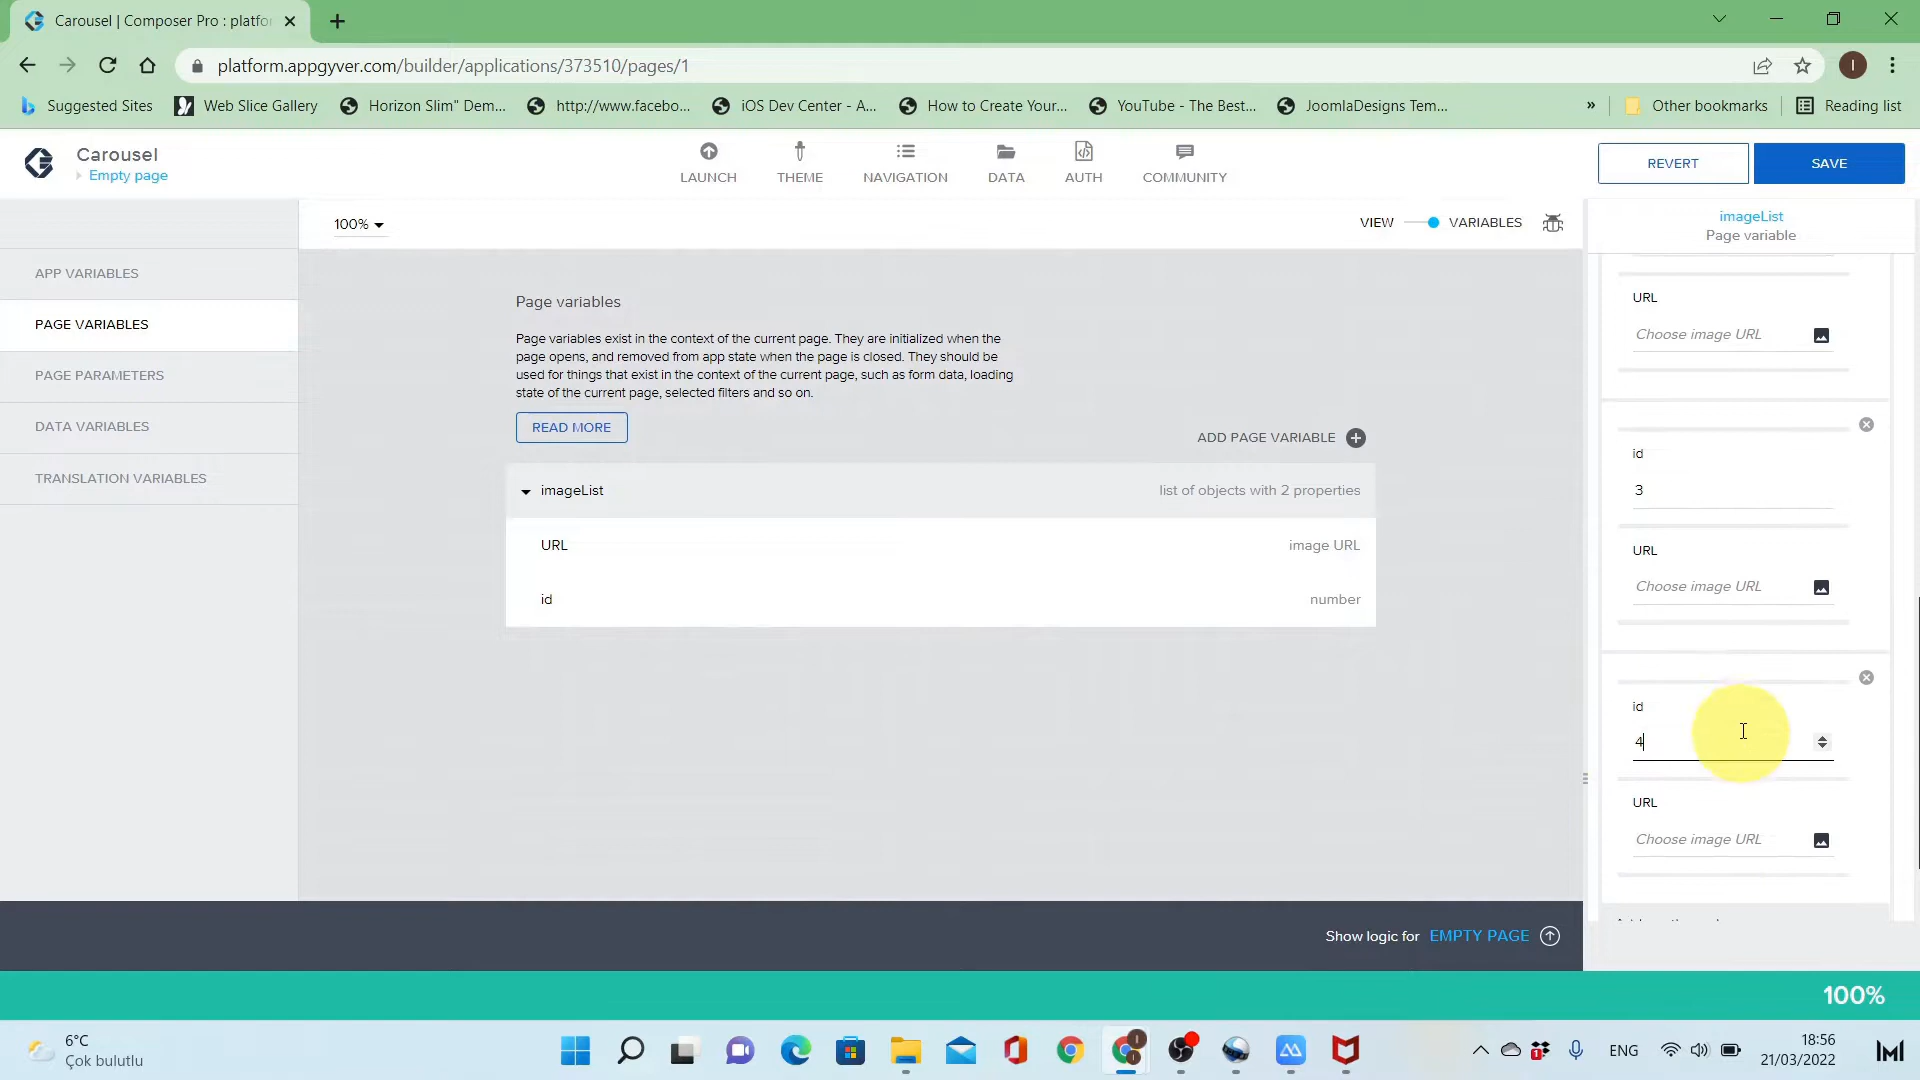 Carousel | Composer Pro : platfo
platform.appgyver.com/builder/applications/373510/pages/1
I
Suggested Sites
Web Slice Gallery
Horizon Slim" Dem...
http://www.facebo...
iOS Dev Center - A...
How to Create Your...
YouTube - The Best...
JoomlaDesigns Tem...
»
Other bookmarks
Reading list
Carousel
Empty page
LAUNCH
THEME
NAVIGATION
DATA
AUTH
COMMUNITY
REVERT
SAVE
100%
VIEW
VARIABLES
imageList
Page variable
APP VARIABLES
PAGE VARIABLES
PAGE PARAMETERS
DATA VARIABLES
TRANSLATION VARIABLES
Page variables
Page variables exist in the context of the current page. They are initialized when the
page opens, and removed from app state when the page is closed. They should be
used for things that exist in the context of the current page, such as form data, loading
state of the current page, selected filters and so on.
READ MORE
ADD PAGE VARIABLE
imageList
list of objects with 2 properties
URL
image URL
id
number
URL
Choose image URL
id
3
URL
Choose image URL
id
4
URL
Choose image URL
Show logic for EMPTY PAGE
100%
6°C
Çok bulutlu
I
1
ENG
18:56
21/03/2022